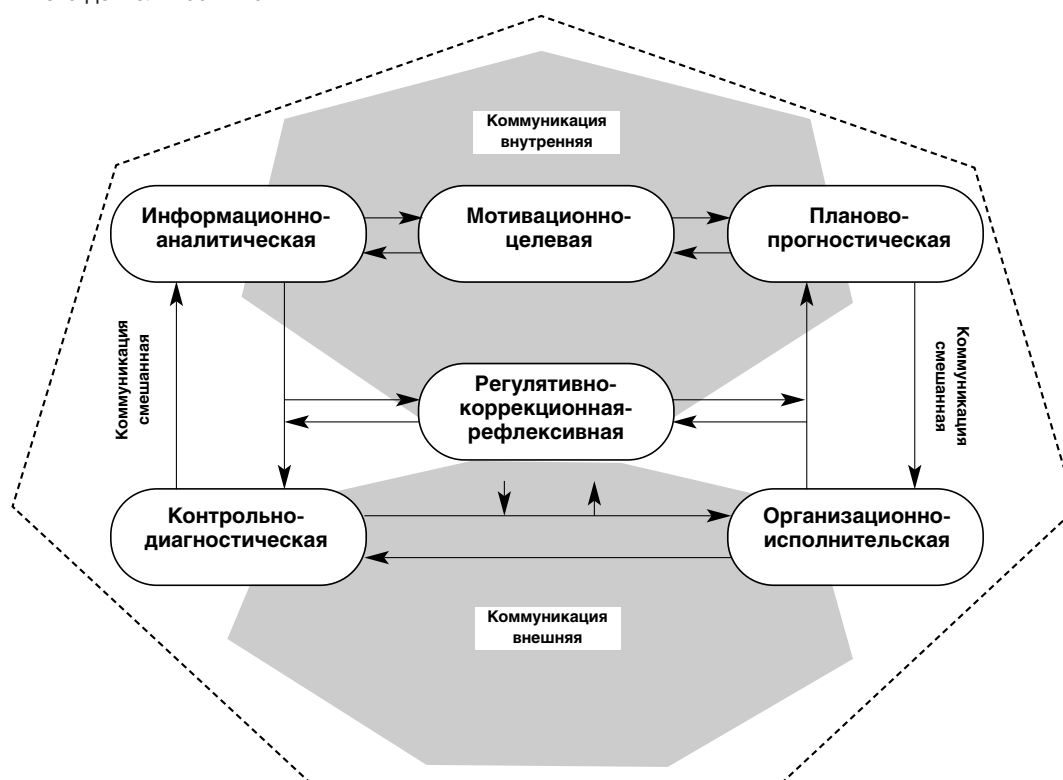 Коммуникация
внутренняя
Информационно-
аналитическая
Мотивационно-
целевая
Планово-
прогностическая
Коммуникация
смешанная
Коммуникация
смешанная
Регулятивно-
коррекционная-
рефлексивная
Контрольно-
диагностическая
Организационно-
исполнительская
Коммуникация
внешняя